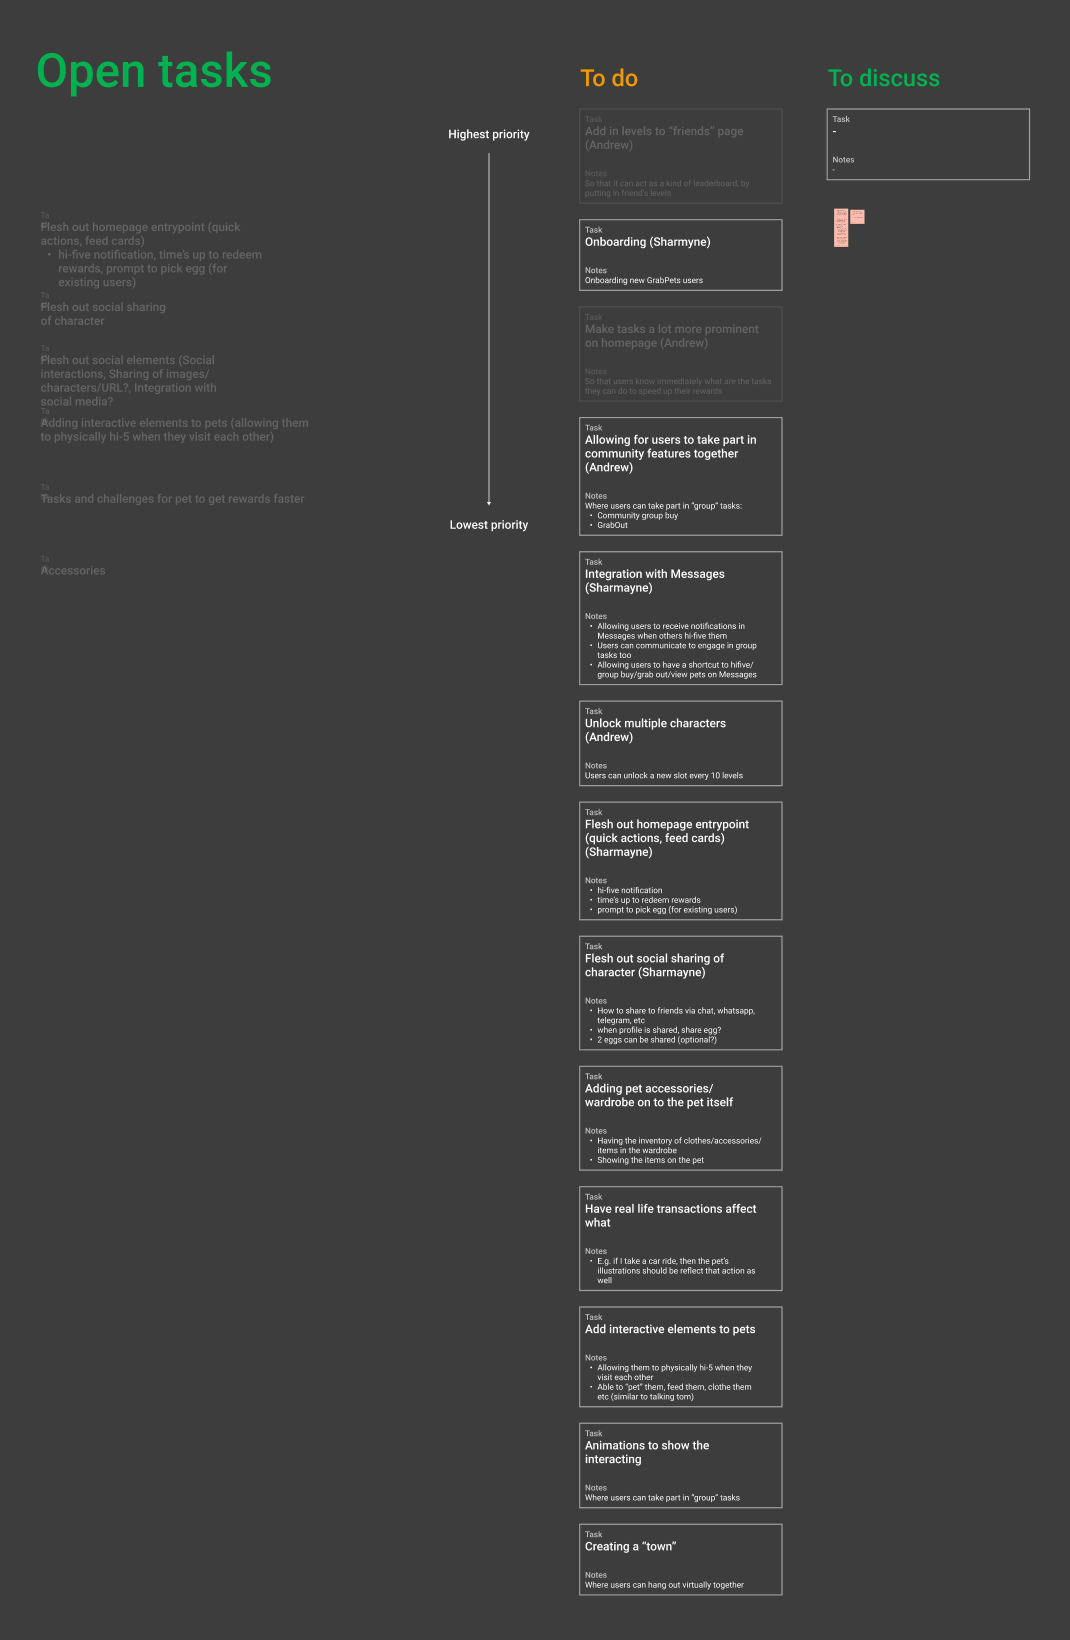 Open tasks
To do
To discuss
Highest priority
Lowest priority
Ta
Flesh out homepage entrypoint (quick
actions, feed cards)
• hi-five notification, time's up to redeem
rewards, prompt to pick egg (for
existing users)
Ta
Flesh out social sharing
of character
Ta
Flesh out social elements (Social
interactions, Sharing of images/
characters/URL?, Integration with
social media?
Ta
Adding interactive elements to pets (allowing them
to physically hi-5 when they visit each other)
Ta
Tasks and challenges for pet to get rewards faster
Ta
Accessories
Task
Add in levels to "friends" page
(Andrew)
Notes
So that it can act as a kind of leaderboard, by
putting in friend's levels
Task
Onboarding (Sharmyne)
Notes
Onboarding new GrabPets users
Task
Make tasks a lot more prominent
on homepage (Andrew)
Notes
So that users know immediately what are the tasks
they can do to speed up their rewards
Task
Allowing for users to take part in
community features together
(Andrew)
Notes
Where users can take part in "group" tasks:
• Community group buy
• GrabOut
Task
Integration with Messages
(Sharmayne)
Notes
• Allowing users to receive notifications in
Messages when others hi-five them
• Users can communicate to engage in group
tasks too
• Allowing users to have a shortcut to hifive/
group buy/grab out/view pets on Messages
Task
Unlock multiple characters
(Andrew)
Notes
Users can unlock a new slot every 10 levels
Task
Flesh out homepage entrypoint
(quick actions, feed cards)
(Sharmayne)
Notes
• hi-five notification
• time's up to redeem rewards
• prompt to pick egg (for existing users)
Task
Flesh out social sharing of
character (Sharmayne)
Notes
• How to share to friends via chat, whatsapp,
telegram, etc
• when profile is shared, share egg?
• 2 eggs can be shared (optional?)
Task
Adding pet accessories/
wardrobe on to the pet itself
Notes
• Having the inventory of clothes/accessories/
items in the wardrobe
• Showing the items on the pet
Task
Have real life transactions affect
what
Notes
• E.g. if I take a car ride, then the pet's
illustrations should be reflect that action as
well
Task
Add interactive elements to pets
Notes
• Allowing them to physically hi-5 when they
visit each other
• Able to "pet" them, feed them, clothe them
etc (similar to talking tom)
Task
Animations to show the
interacting
Notes
Where users can take part in "group" tasks
Task
Creating a "town"
Notes
Where users can hang out virtually together
Task
-
Notes
-